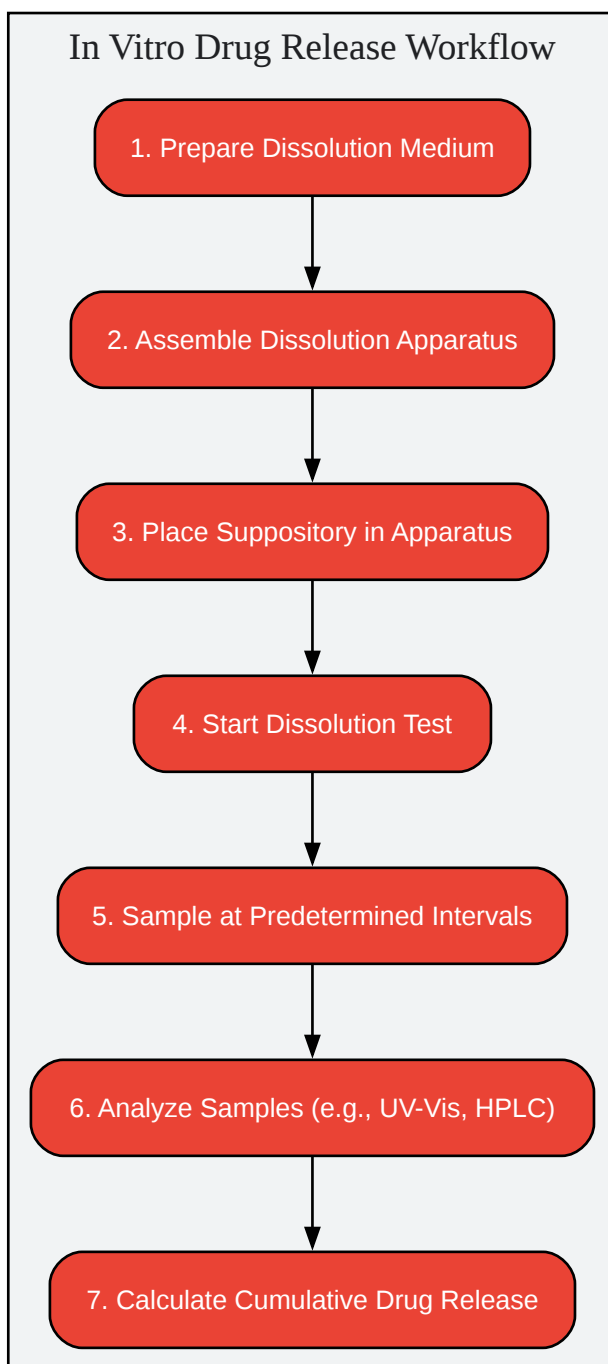 In Vitro Drug Release Workflow
1. Prepare Dissolution Medium
2. Assemble Dissolution Apparatus
3. Place Suppository in Apparatus
4. Start Dissolution Test
5. Sample at Predetermined Intervals
6. Analyze Samples (e.g., UV-Vis, HPLC)
7. Calculate Cumulative Drug Release